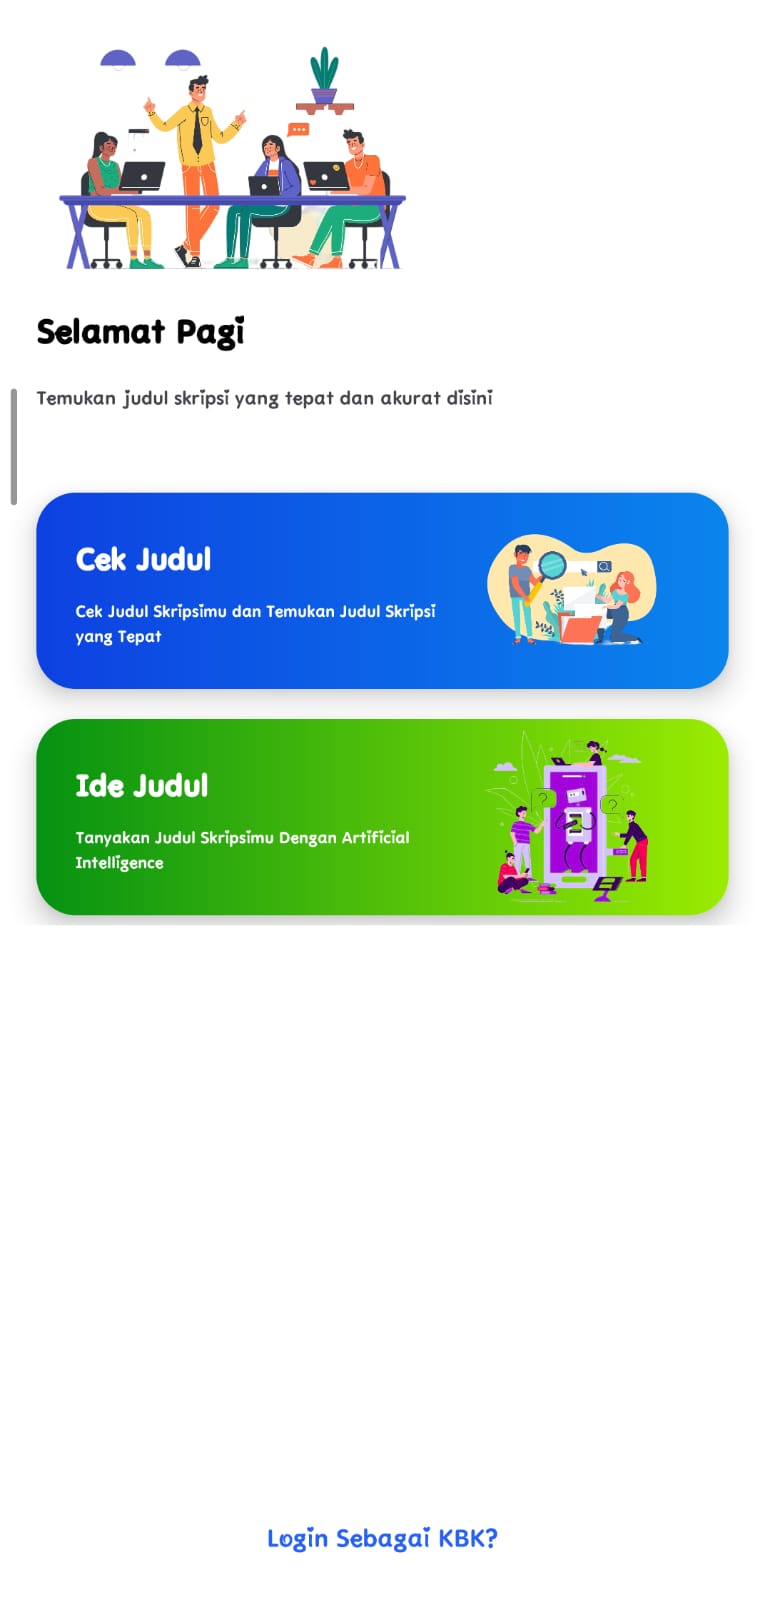 Selamat Pagi
Temukan judul skripsi yang tepat dan akurat disini
Cek Judul
Cek Judul Skripsimu dan Temukan Judul Skripsi
yang Tepat
Ide Judul
Tanyakan Judul Skripsimu Dengan Artificial
Intelligence
Login Sebagai KBK?